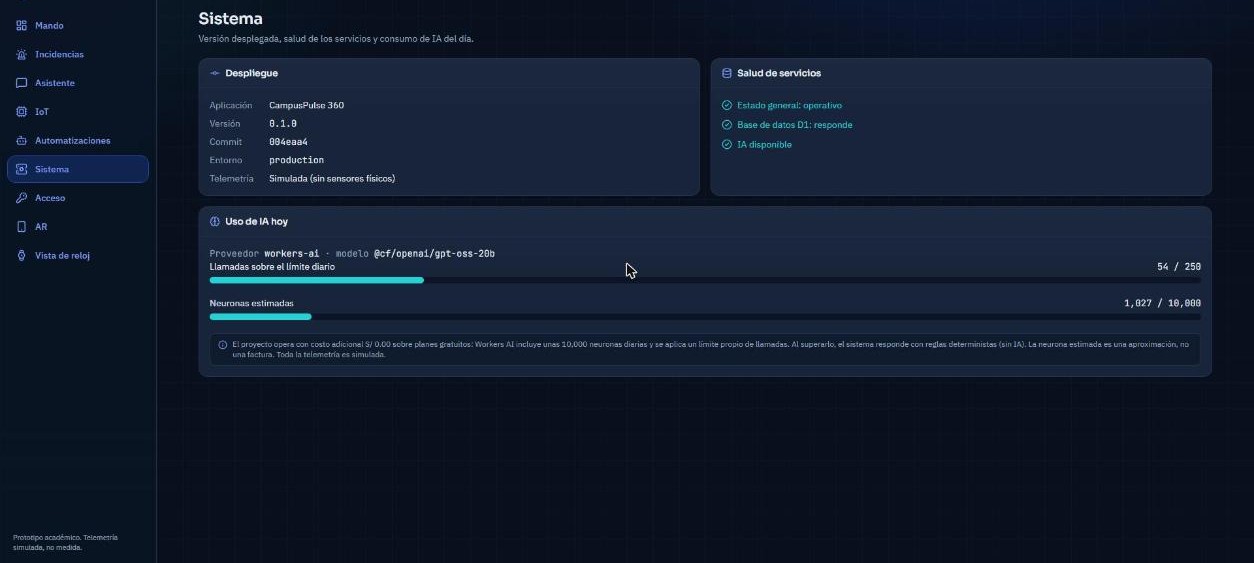 Mando
Incidencias
Asistente
IoT
Automatizaciones
Sistema
Acceso
AR
Vista de reloj
Prototipo académico. Telemetría
simulada, no medida.
Sistema
Versión desplegada, salud de los servicios y consumo de IA del día.
Despliegue
Aplicación CampusPulse 360
Versión 0.1.0
Commit 004eaa4
Entorno production
Telemetría Simulada (sin sensores físicos)
Salud de servicios
Estado general: operativo
Base de datos D1: responde
IA disponible
Uso de IA hoy
Proveedor workers-ai · modelo @cf/openai/gpt-oss-20b
Llamadas sobre el límite diario 54 / 250
Neuronas estimadas 1,027 / 10,000
El proyecto opera con costo adicional S/ 0.00 sobre planes gratuitos: Workers AI incluye unas 10,000 neuronas diarias y se aplica un límite propio de llamadas. Al superarlo, el sistema responde con reglas deterministas (sin IA). La neurona estimada es una aproximación, no
una factura. Toda la telemetría es simulada.